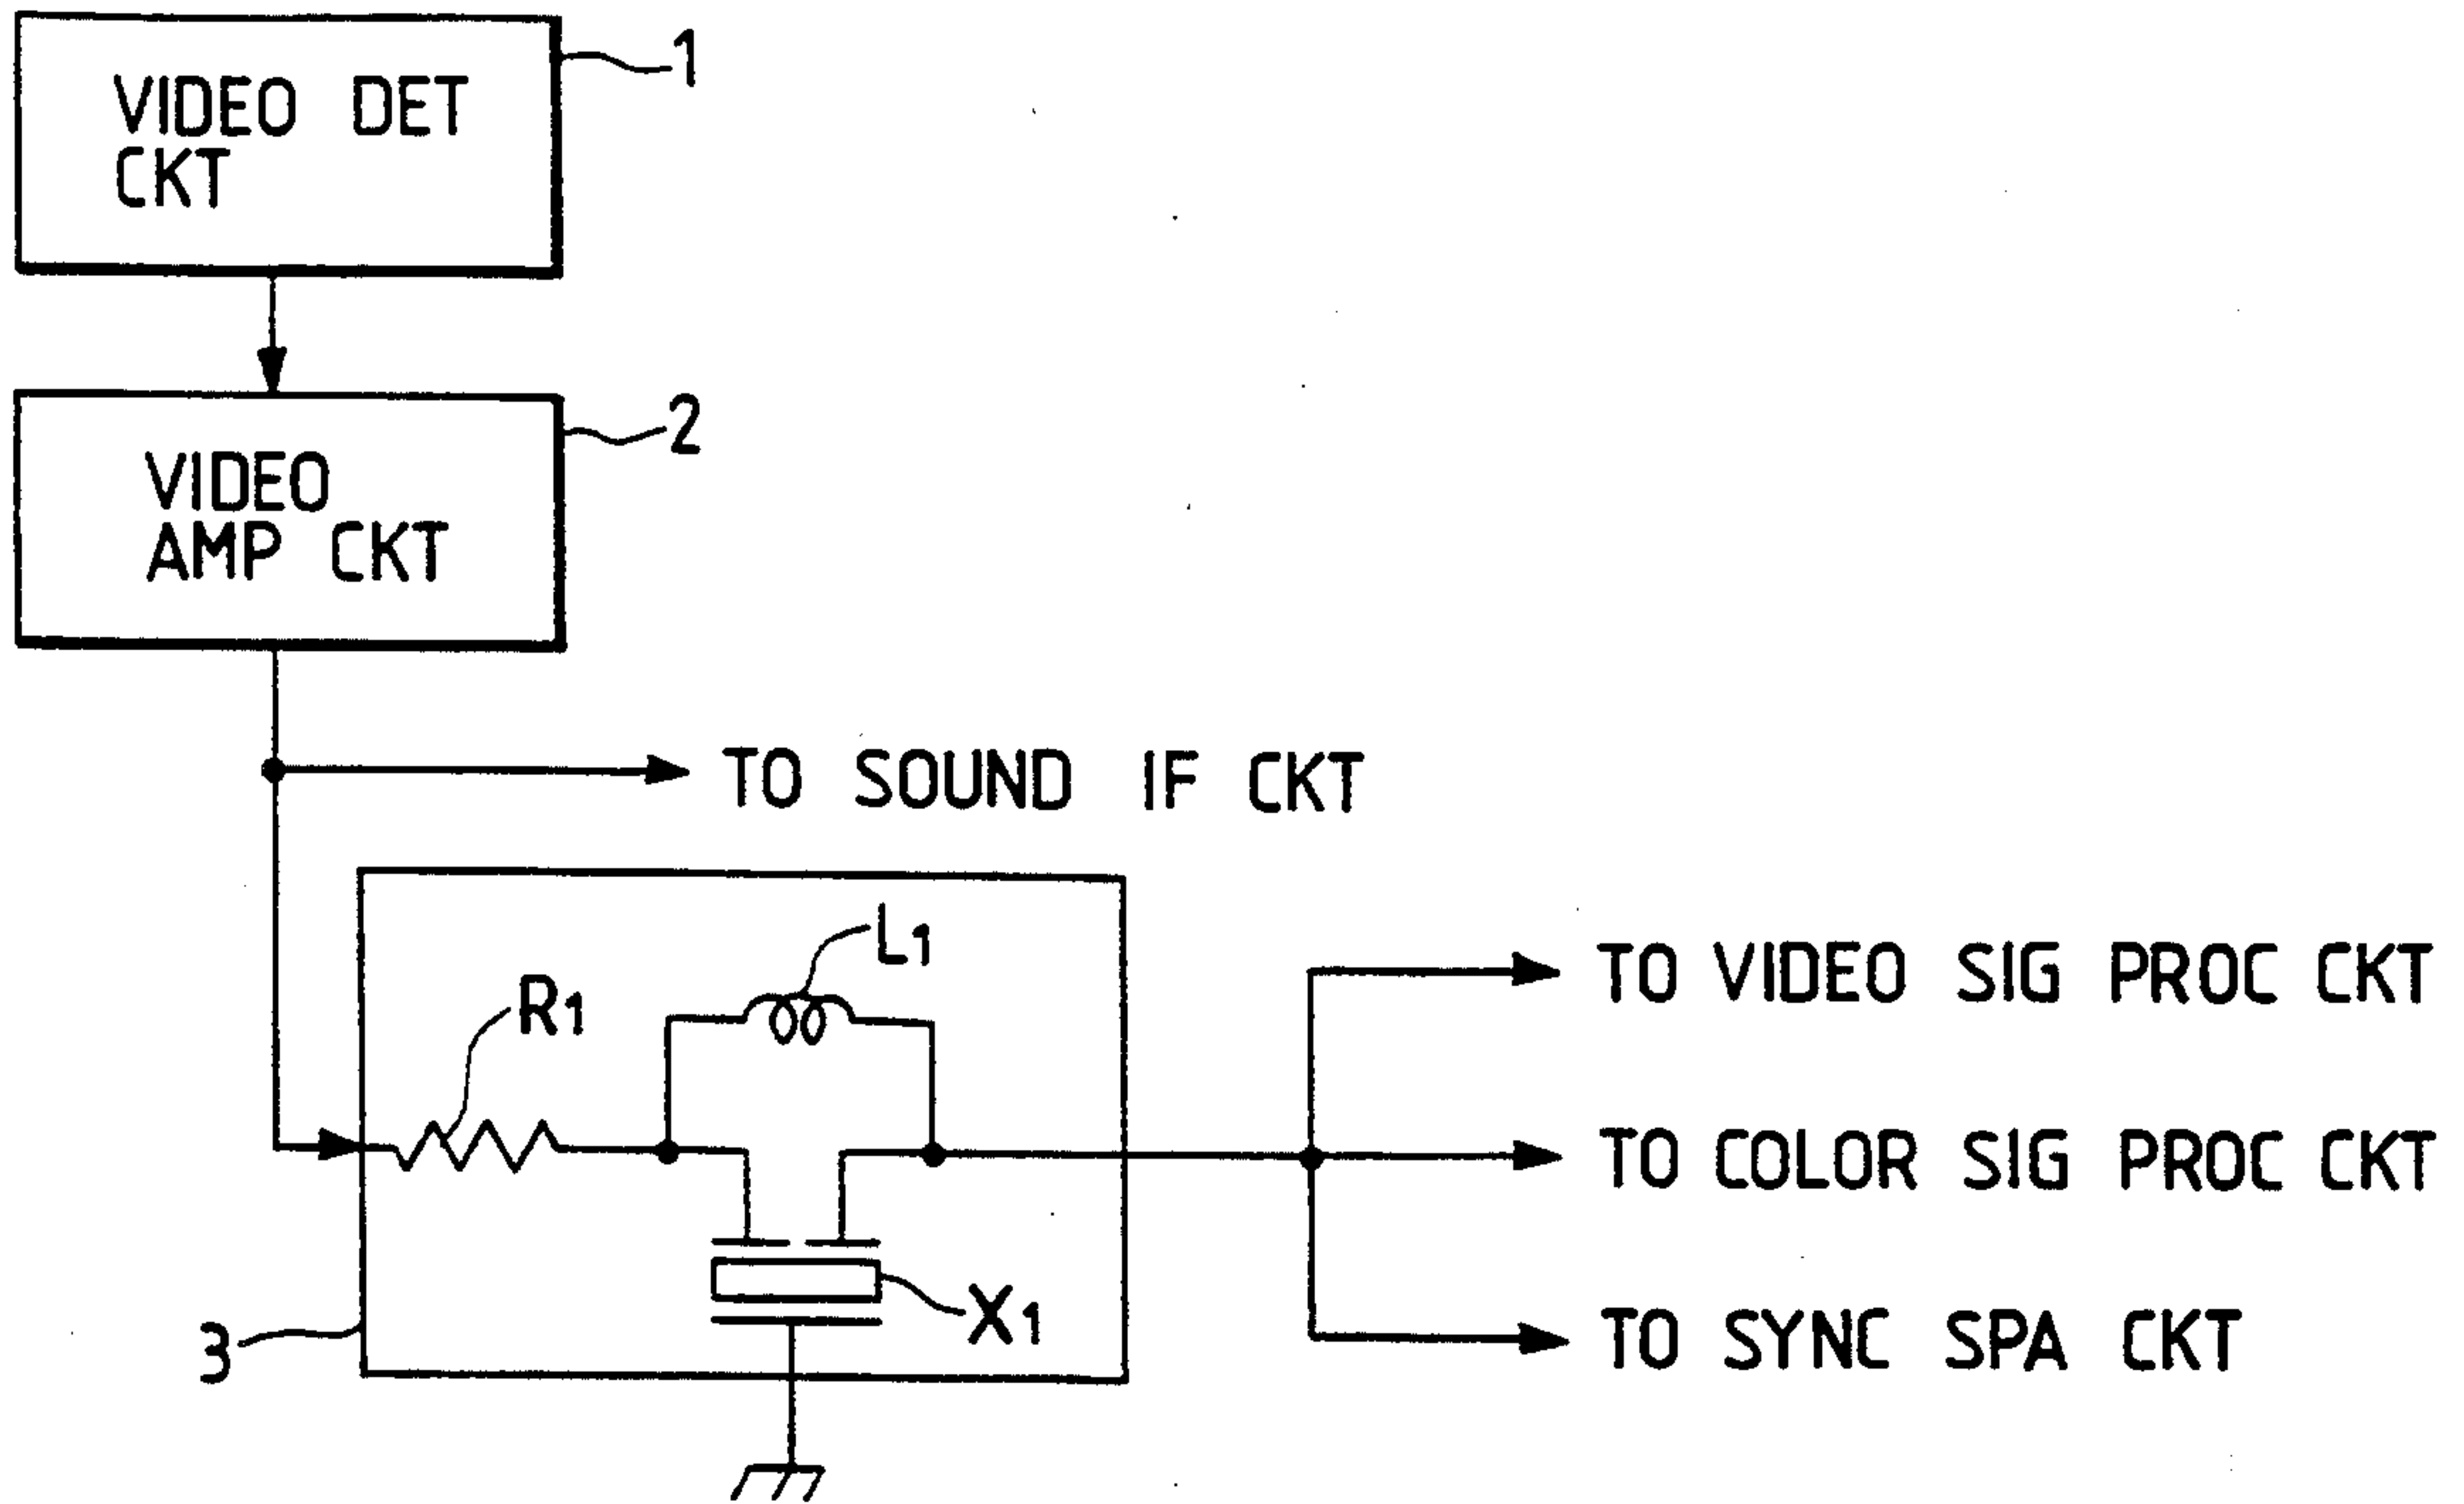 VIDEO DET
CKT
1
VIDEO
AMP CKT
2
TO SOUND IF CKT
L1
R1
X1
3
TO VIDEO SIG PROC CKT
TO COLOR SIG PROC CKT
TO SYNC SPA CKT